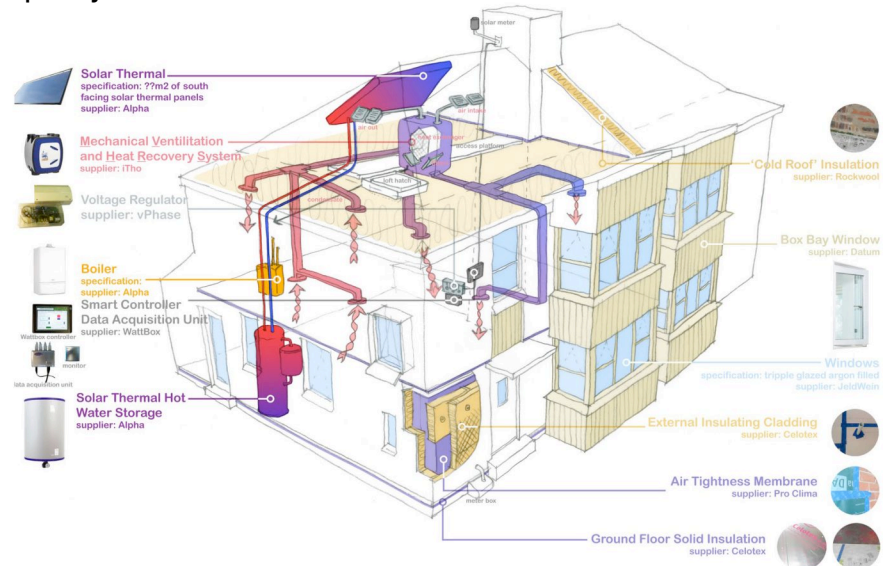 Solar Thermal
specification: ??m2 of south
facing solar thermal panels
supplier: Alpha
Mechanical Ventilitation
and Heat Recovery System
supplier: iTho
Voltage Regulator
supplier: vPhase
Boiler
specification:
supplier: Alpha
Smart Controller
Data Acquisition Unit
supplier: WattBox
Wattbox controller
monitor
data acquisition unit
Solar Thermal Hot
Water Storage
supplier: Alpha
solar meter
air out
air intake
heat exchanger
access platform
loft hatch
meter box
'Cold Roof' Insulation
supplier: Rockwool
Box Bay Window
supplier: Datum
Windows
specification: tripple glazed argon filled
supplier: JeldWain
External Insulating Cladding
supplier: Celotex
Air Tightness Membrane
supplier: Pro Clima
Ground Floor Solid Insulation
supplier: Celotex